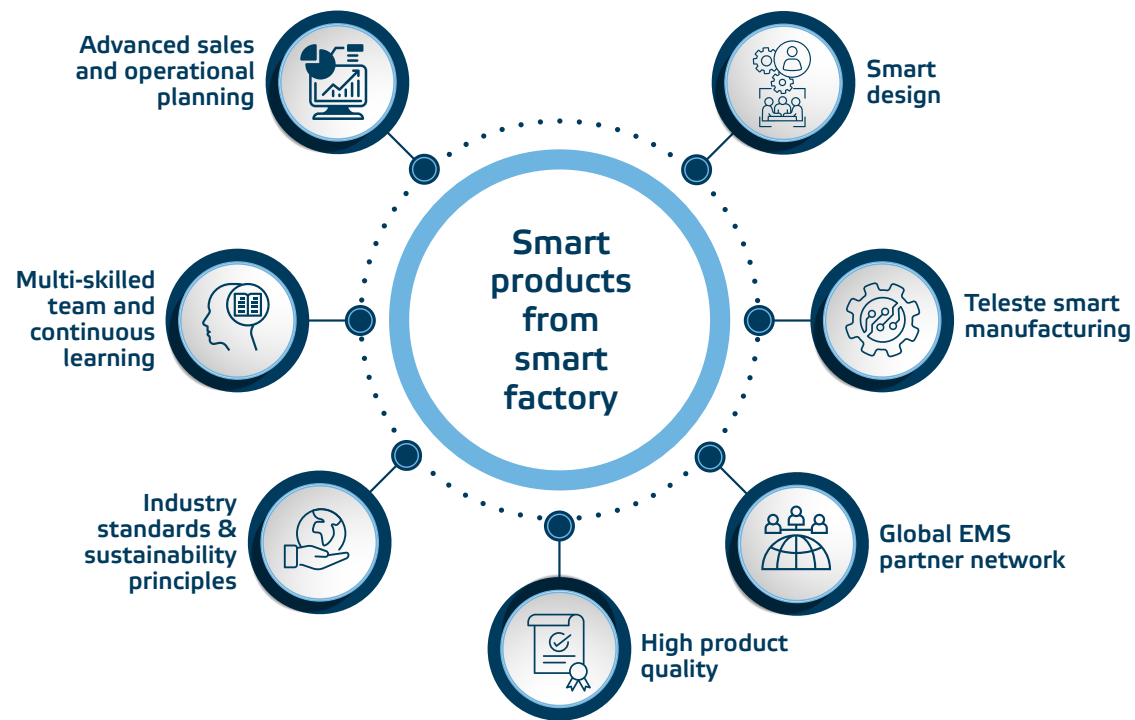 Advanced sales
and operational
planning
Smart
design
Smart
products
from
smart
factory
Multi-skilled
team and
continuous
learning
Teleste smart
manufacturing
Industry
standards &
sustainability
principles
Global EMS
partner network
High product
quality